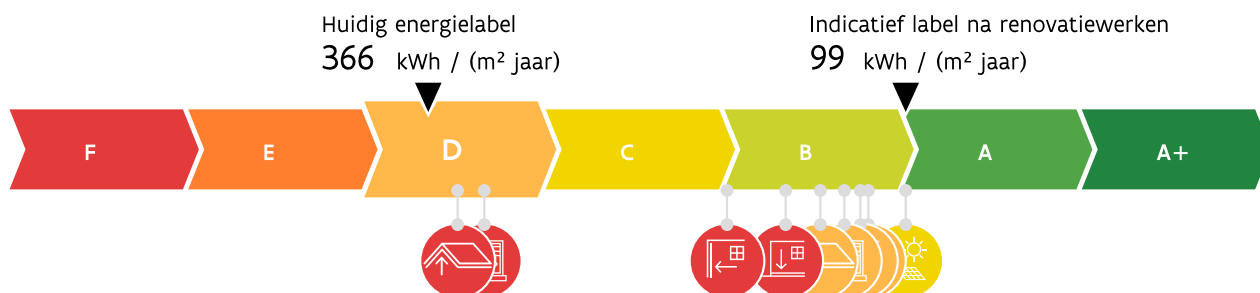 Huidig energielabel
366 kWh / (m² jaar)
Indicatief label na renovatiewerken
99 kWh / (m² jaar)
F E D C B A A+